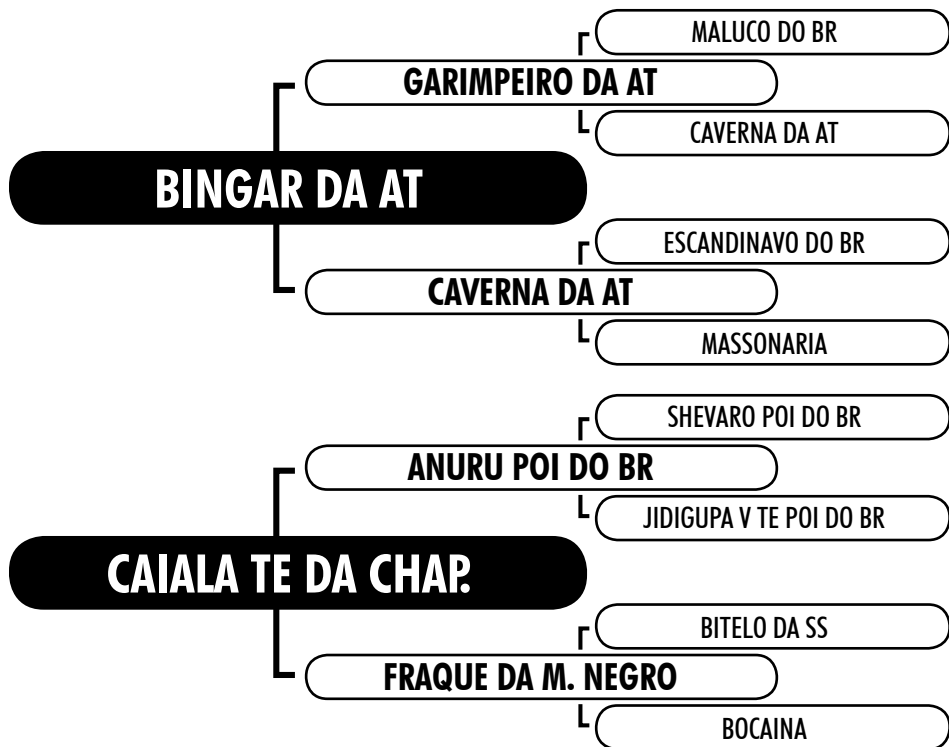 MALUCO DO BR
GARIMPEIRO DA AT
CAVERNA DA AT
BINGAR DA AT
ESCANDINAVO DO BR
CAVERNA DA AT
MASSONARIA
SHEVARO POI DO BR
ANURU POI DO BR
JIDIGUPA V TE POI DO BR
CAIALA TE DA CHAP.
BITELO DA SS
FRAQUE DA M. NEGRO
BOCAINA